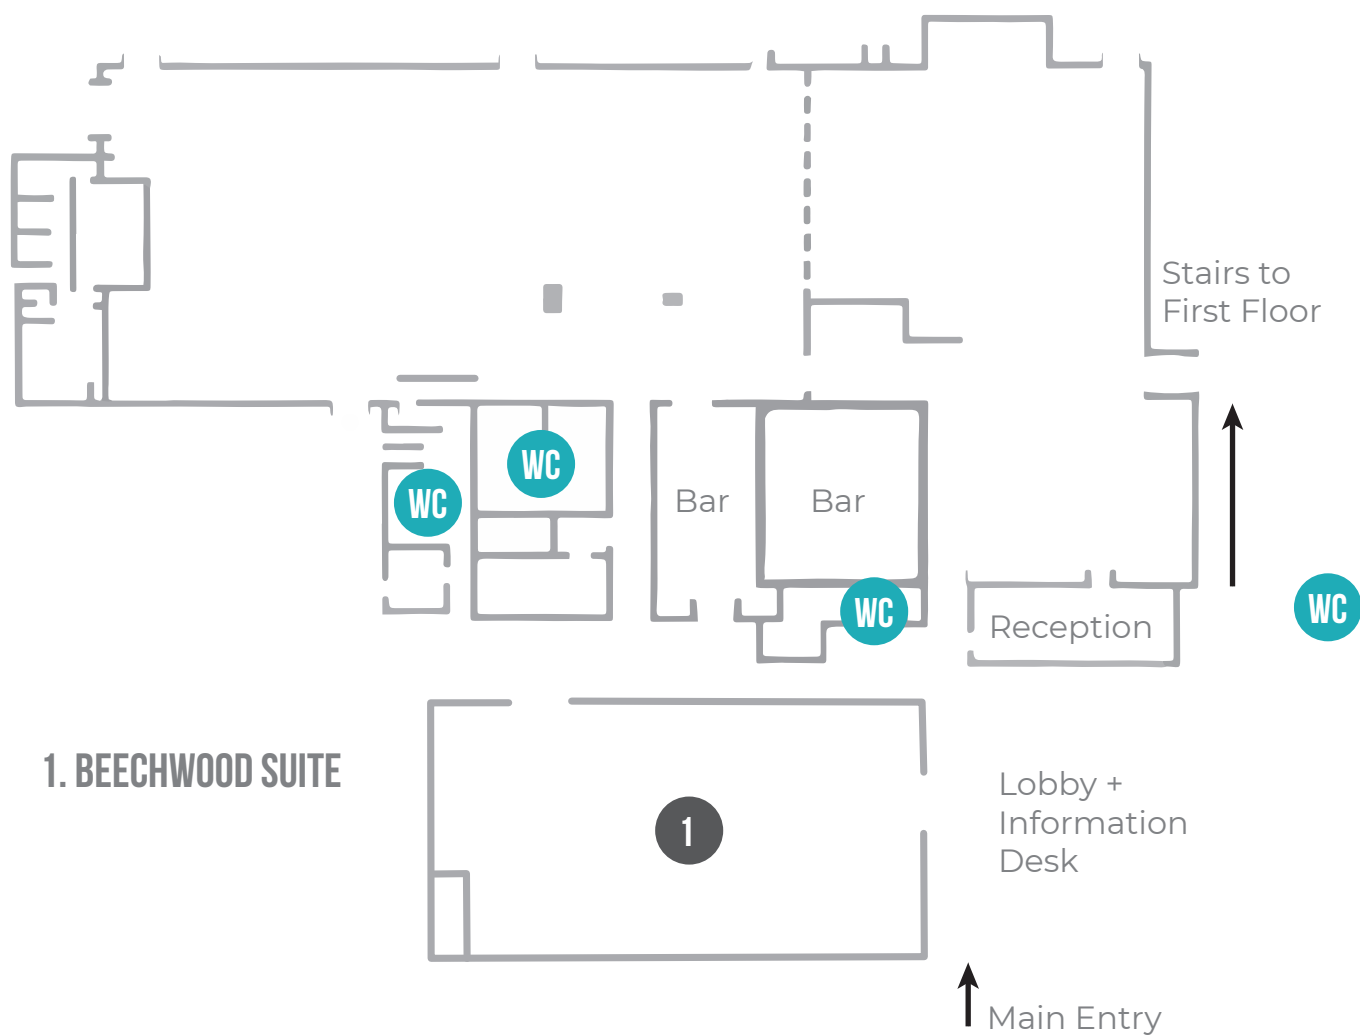 Stairs to
First Floor
WC
WC
Bar
Bar
WC
WC
Reception
1. BEECHWOOD SUITE
1
Lobby +
Information
Desk
Main Entry